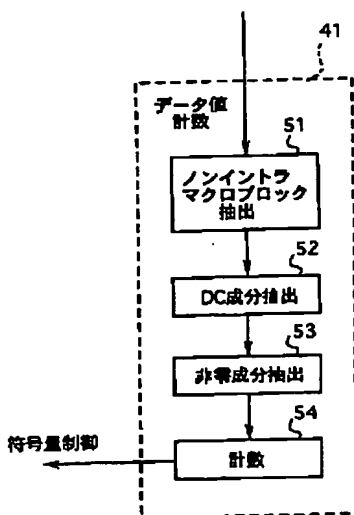 41
データ値
計数
51
ノンイントラ
マクロブロック
抽出
52
DC成分抽出
53
非零成分抽出
54
計数
符号量制御